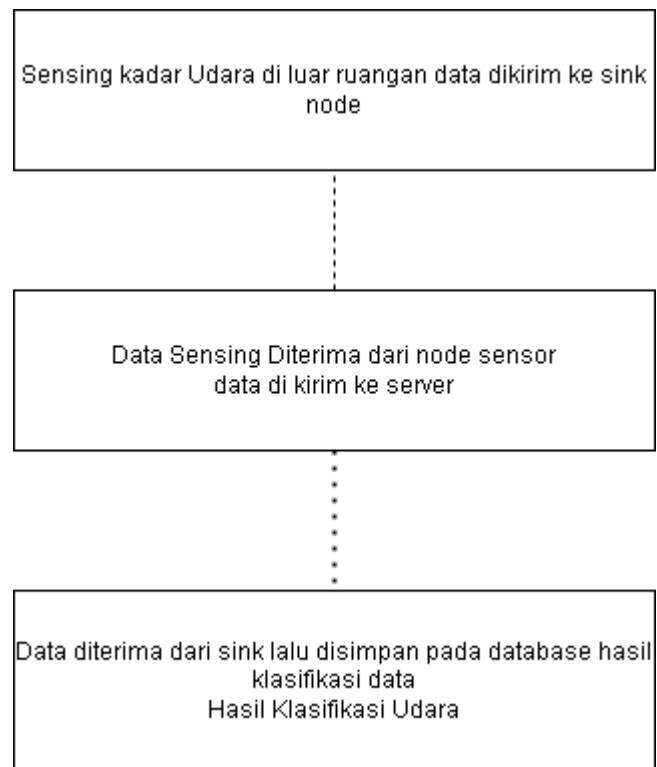 Sensing kadar Udara di luar ruangan data dikirim ke sink
node
Data Sensing Diterima dari node sensor
data di kirim ke server
Data diterima dari sink lalu disimpan pada database hasil
klasifikasi data
Hasil Klasifikasi Udara